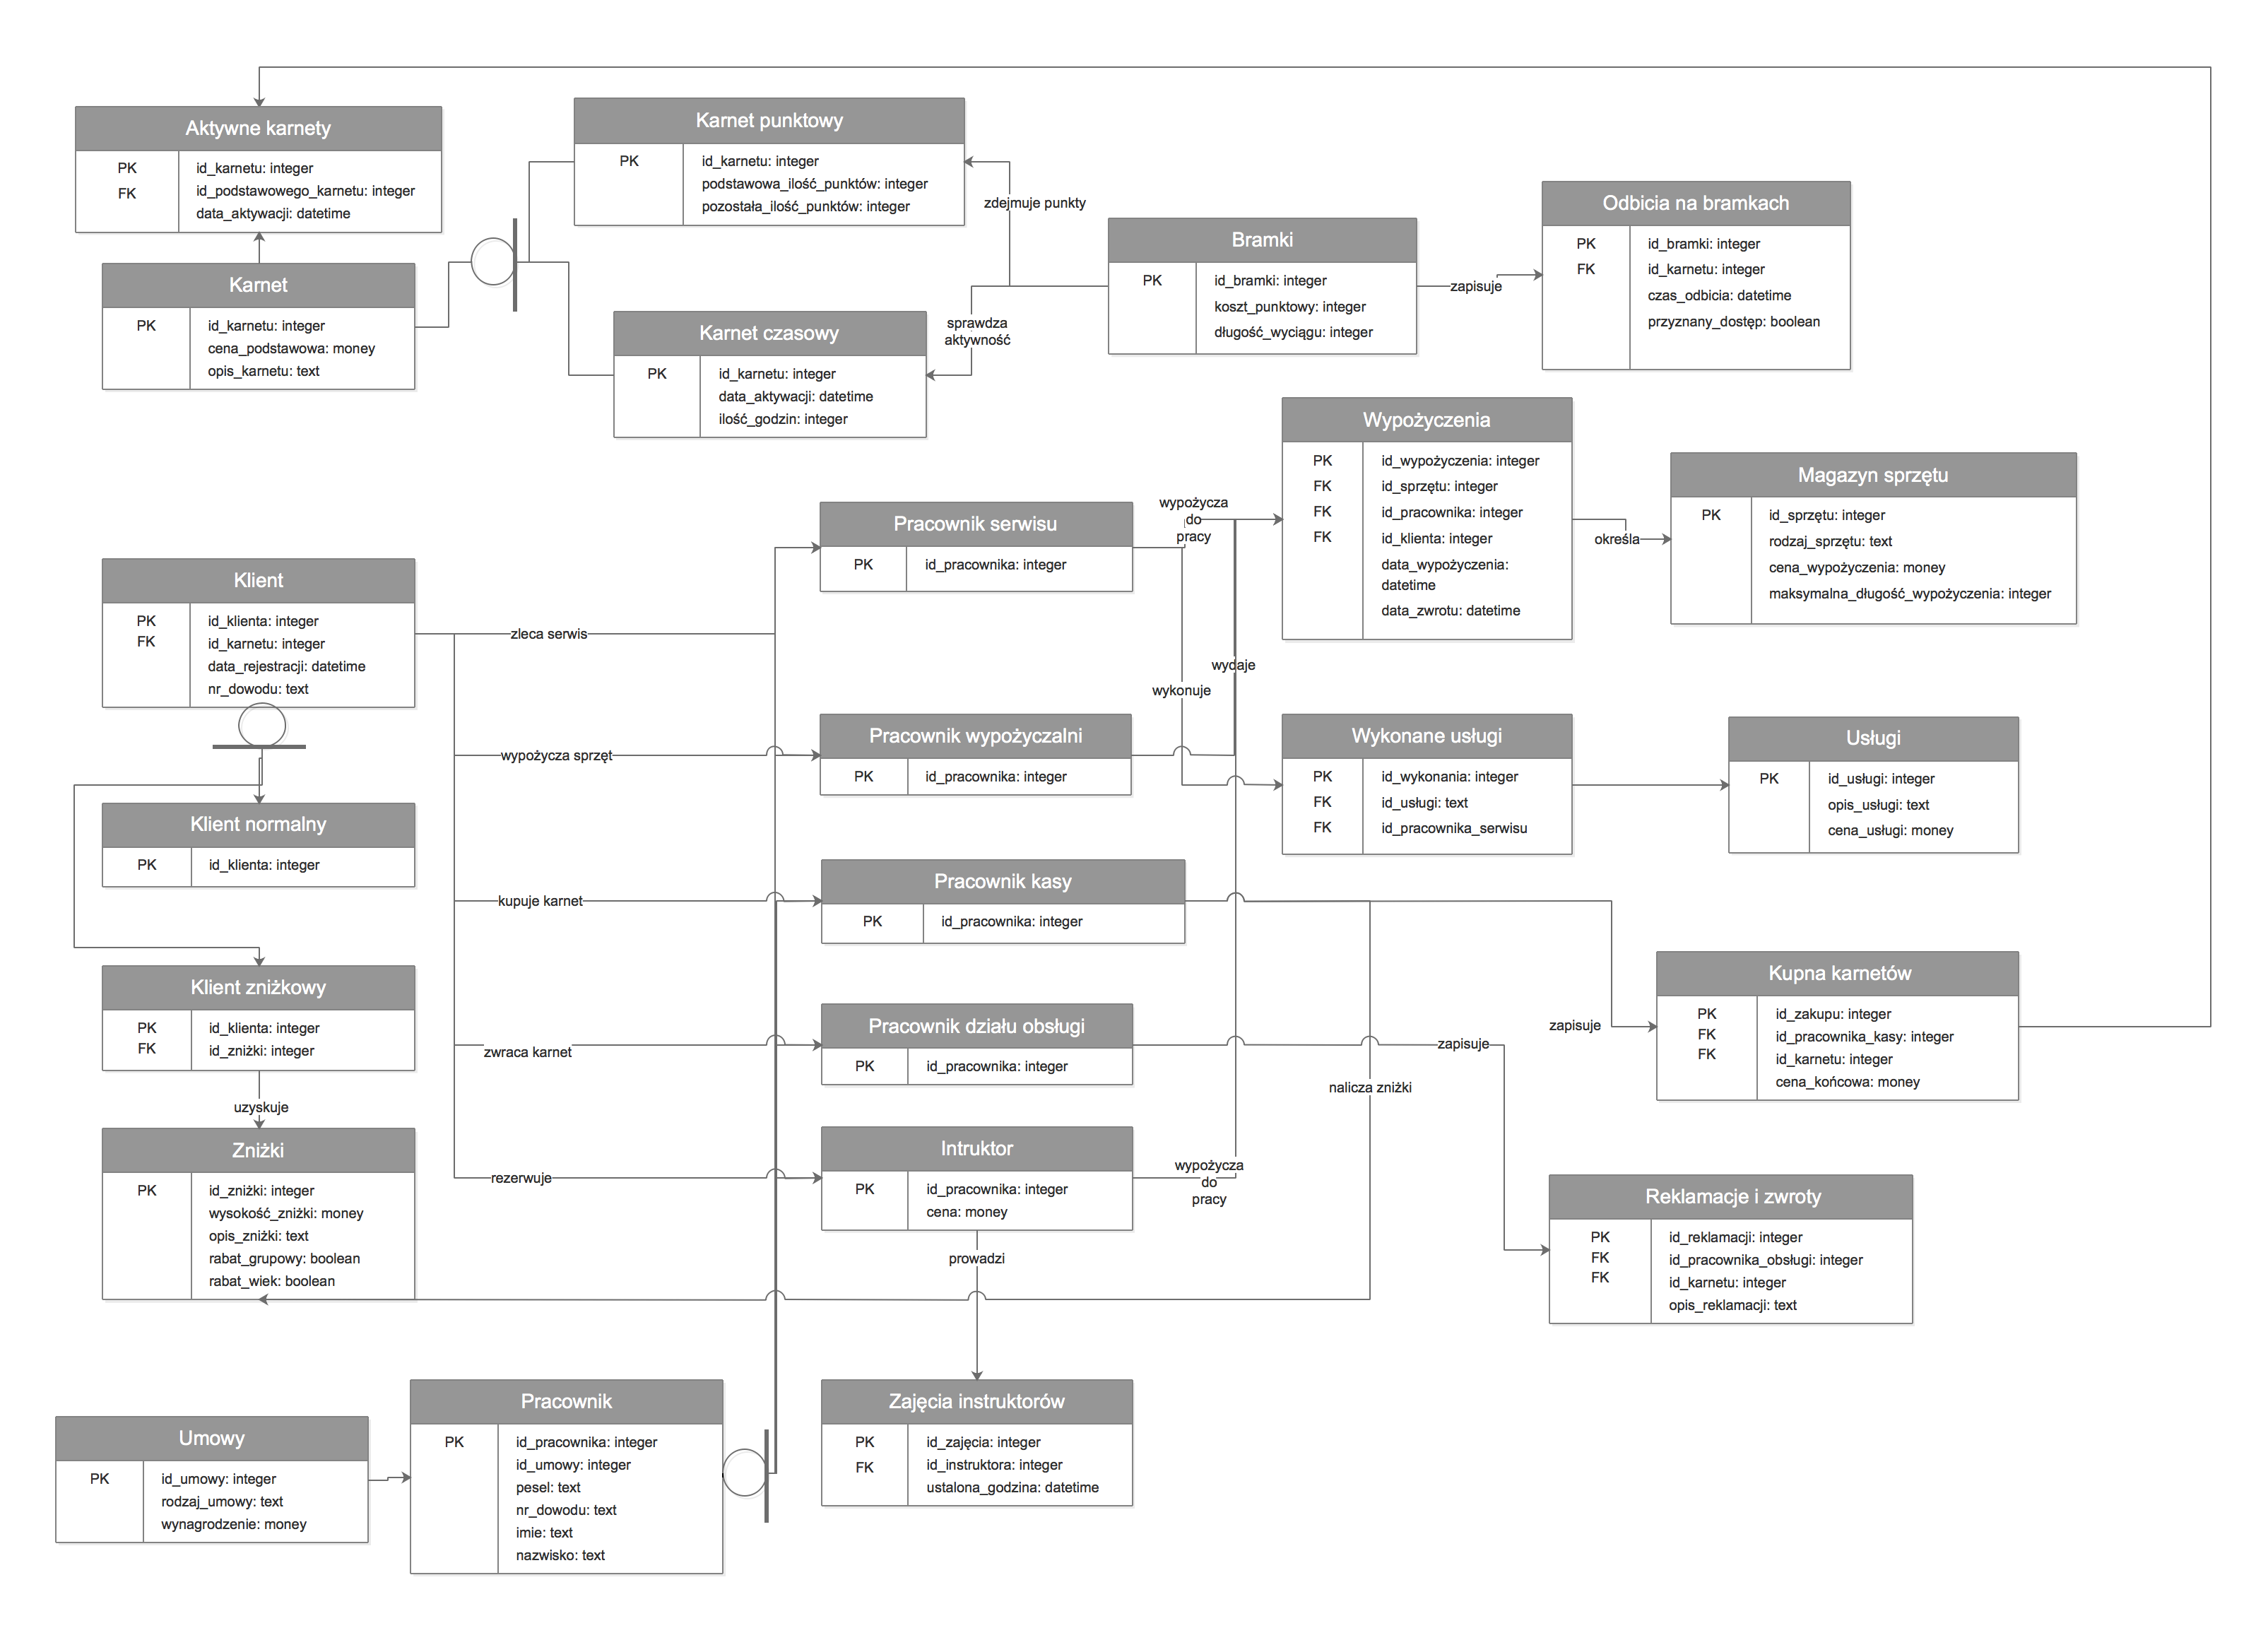 Aktywne karnety
PK id_karnetu: integer
FK id_podstawowego_karnetu: integer
data_aktywacji: datetime
Karnet punktowy
PK id_karnetu: integer
podstawowa_ilość_punktów: integer
pozostała_ilość_punktów: integer
zdejmuje punkty
Odbicia na bramkach
PK id_bramki: integer
FK id_karnetu: integer
czas_odbicia: datetime
przyznany_dostęp: boolean
Bramki
PK id_bramki: integer
koszt_punktowy: integer
długość_wyciągu: integer
zapisuje
Karnet
PK id_karnetu: integer
cena_podstawowa: money
opis_karnetu: text
Karnet czasowy
PK id_karnetu: integer
data_aktywacji: datetime
ilość_godzin: integer
sprawdza
aktywność
Wypożyczenia
PK id_wypożyczenia: integer
FK id_sprzętu: integer
FK id_pracownika: integer
FK id_klienta: integer
data_wypożyczenia:
datetime
data_zwrotu: datetime
określa
Magazyn sprzętu
PK id_sprzętu: integer
rodzaj_sprzętu: text
cena_wypożyczenia: money
maksymalna_długość_wypożyczenia: integer
Pracownik serwisu
PK id_pracownika: integer
wypożycza
do
pracy
Klient
PK id_klienta: integer
FK id_karnetu: integer
data_rejestracji: datetime
nr_dowodu: text
zleca serwis
wydaje
wykonuje
wypożycza sprzęt
Pracownik wypożyczalni
PK id_pracownika: integer
Wykonane usługi
PK id_wykonania: integer
FK id_usługi: text
FK id_pracownika_serwisu
Usługi
PK id_usługi: integer
opis_usługi: text
cena_usługi: money
Klient normalny
PK id_klienta: integer
kupuje karnet
Pracownik kasy
PK id_pracownika: integer
Klient zniżkowy
PK id_klienta: integer
FK id_zniżki: integer
zwraca karnet
Pracownik działu obsługi
PK id_pracownika: integer
zapisuje
zapisuje
Kupna karnetów
PK id_zakupu: integer
FK id_pracownika_kasy: integer
FK id_karnetu: integer
cena_końcowa: money
nalicza zniżki
uzyskuje
Zniżki
PK id_zniżki: integer
wysokość_zniżki: money
opis_zniżki: text
rabat_grupowy: boolean
rabat_wiek: boolean
rezerwuje
Intruktor
PK id_pracownika: integer
cena: money
wypożycza
do
pracy
prowadzi
Reklamacje i zwroty
PK id_reklamacji: integer
FK id_pracownika_obsługi: integer
FK id_karnetu: integer
opis_reklamacji: text
Umowy
PK id_umowy: integer
rodzaj_umowy: text
wynagrodzenie: money
Pracownik
PK id_pracownika: integer
id_umowy: integer
pesel: text
nr_dowodu: text
imie: text
nazwisko: text
Zajęcia instruktorów
PK id_zajęcia: integer
FK id_instruktora: integer
ustalona_godzina: datetime